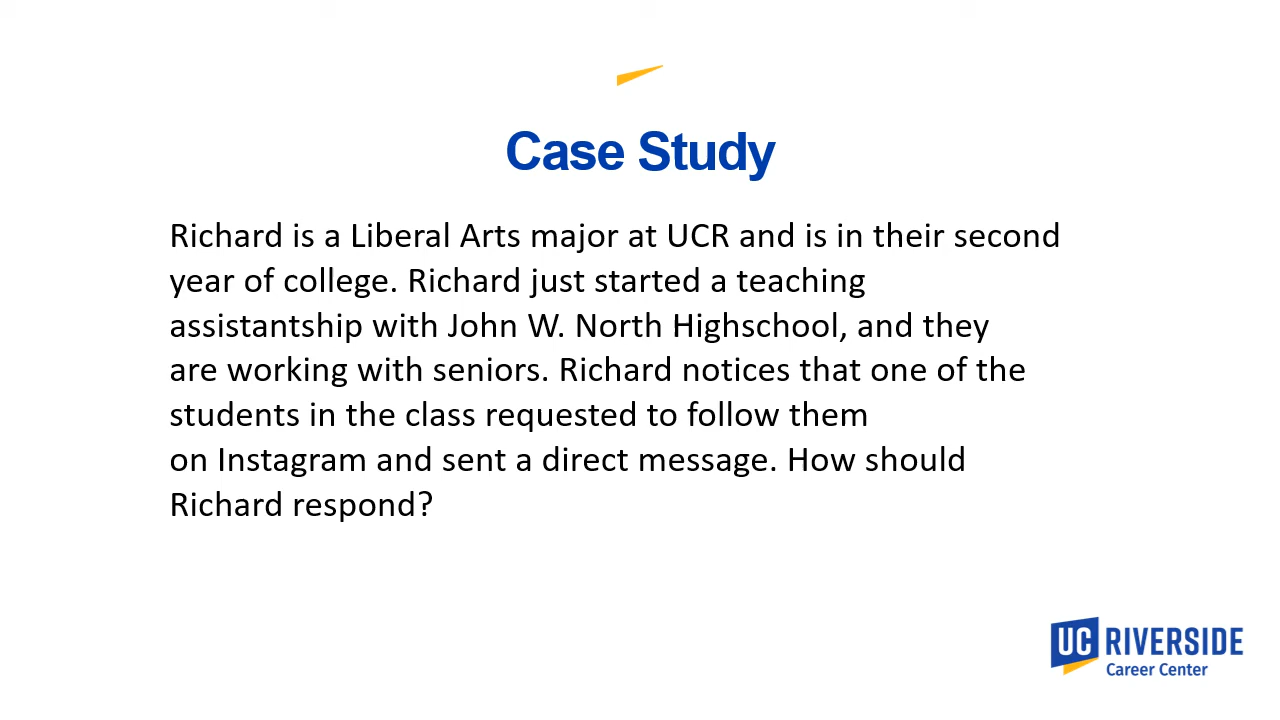 Case Study
Richard is a Liberal Arts major at UCR and is in their second
year of college. Richard just started a teaching
assistantship with John W. North Highschool, and they
are working with seniors. Richard notices that one of the
students in the class requested to follow them
on Instagram and sent a direct message. How should
Richard respond?
UC RIVERSIDE
Career Center